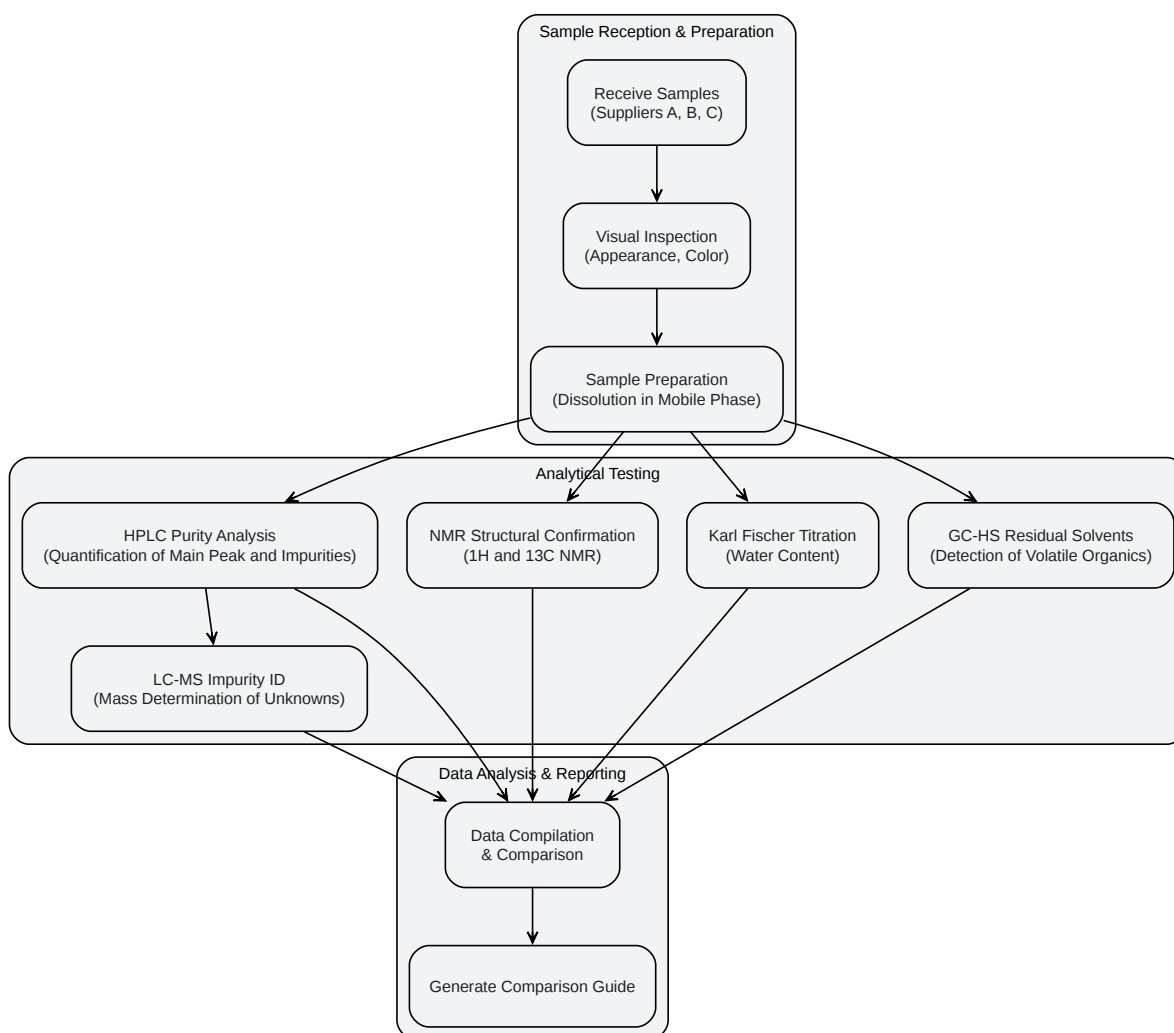 Sample Reception & Preparation
Receive Samples
(Suppliers A, B, C)
Visual Inspection
(Appearance, Color)
Sample Preparation
(Dissolution in Mobile Phase)
Analytical Testing
HPLC Purity Analysis
(Quantification of Main Peak and Impurities)
NMR Structural Confirmation
(1H and 13C NMR)
Karl Fischer Titration
(Water Content)
GC-HS Residual Solvents
(Detection of Volatile Organics)
LC-MS Impurity ID
(Mass Determination of Unknowns)
Data Analysis & Reporting
Data Compilation
& Comparison
Generate Comparison Guide